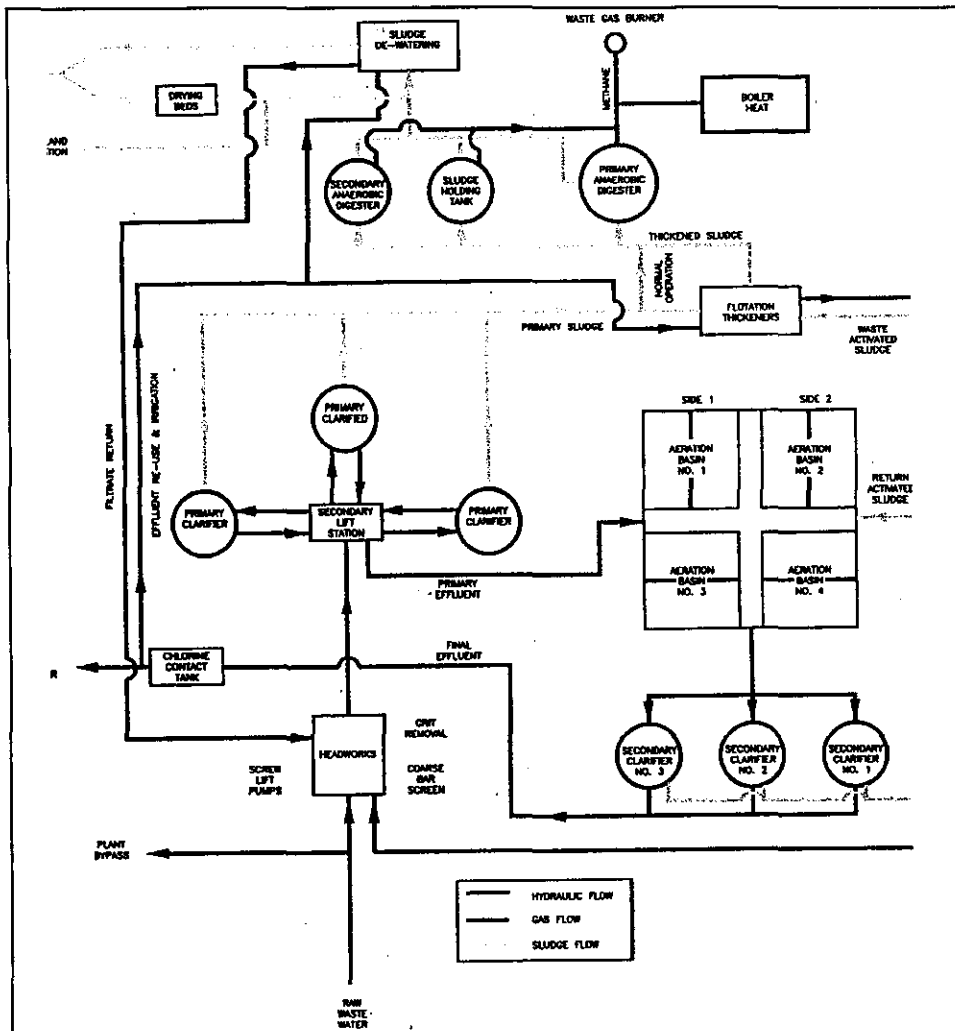 WASTE GAS BURNER
SLUDGE
DE-WATERING
METHANE
BOILER
HEAT
DRYING
BEDS
AND
TION
SECONDARY
ANAEROBIC
DIGESTER
SLUDGE
HOLDING
TANK
PRIMARY
ANAEROBIC
DIGESTER
THICKENED SLUDGE
NORMAL
OPERATION
FLOTATION
THICKENERS
PRIMARY SLUDGE
WASTE
ACTIVATED
SLUDGE
FILTRATE RETURN
EFFLUENT RE-USE & IRRIGATION
PRIMARY
CLARIFIED
SIDE 1
SIDE 2
AERATION
BASIN
NO. 1
AERATION
BASIN
NO. 2
RETURN
ACTIVATED
SLUDGE
PRIMARY
CLARIFIER
SECONDARY
LIFT
STATION
PRIMARY
CLARIFIER
AERATION
BASIN
NO. 3
AERATION
BASIN
NO. 4
PRIMARY
EFFLUENT
FINAL
EFFLUENT
R
CHLORINE
CONTACT
TANK
HEADWORKS
GRIT
REMOVAL
SCREW
LIFT
PUMPS
COARSE
BAR
SCREEN
SECONDARY
CLARIFIER
NO. 3
SECONDARY
CLARIFIER
NO. 2
SECONDARY
CLARIFIER
NO. 1
PLANT
BYPASS
HYDRAULIC FLOW
GAS FLOW
SLUDGE FLOW
RAW
WASTE
WATER